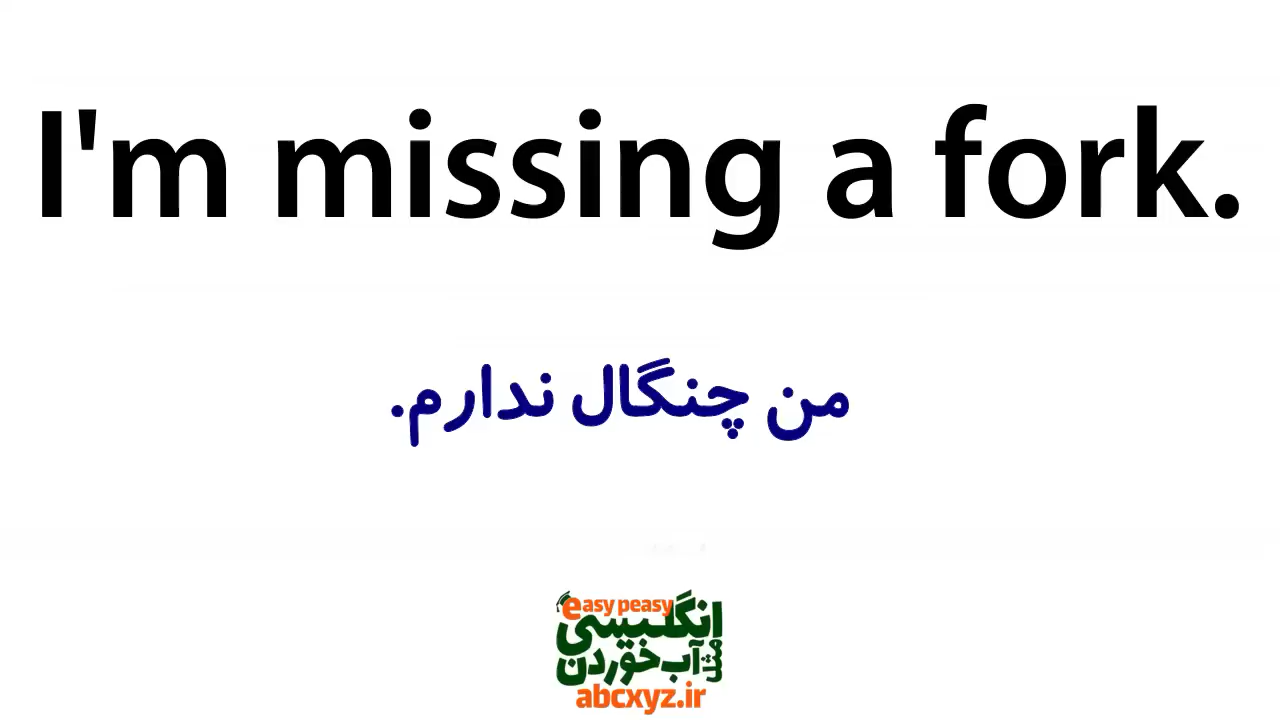 I'm missing a fork.
من چنگال ندارم.
easy peasy
انگلیسی
مثل آب خوردن
abcxyz.ir